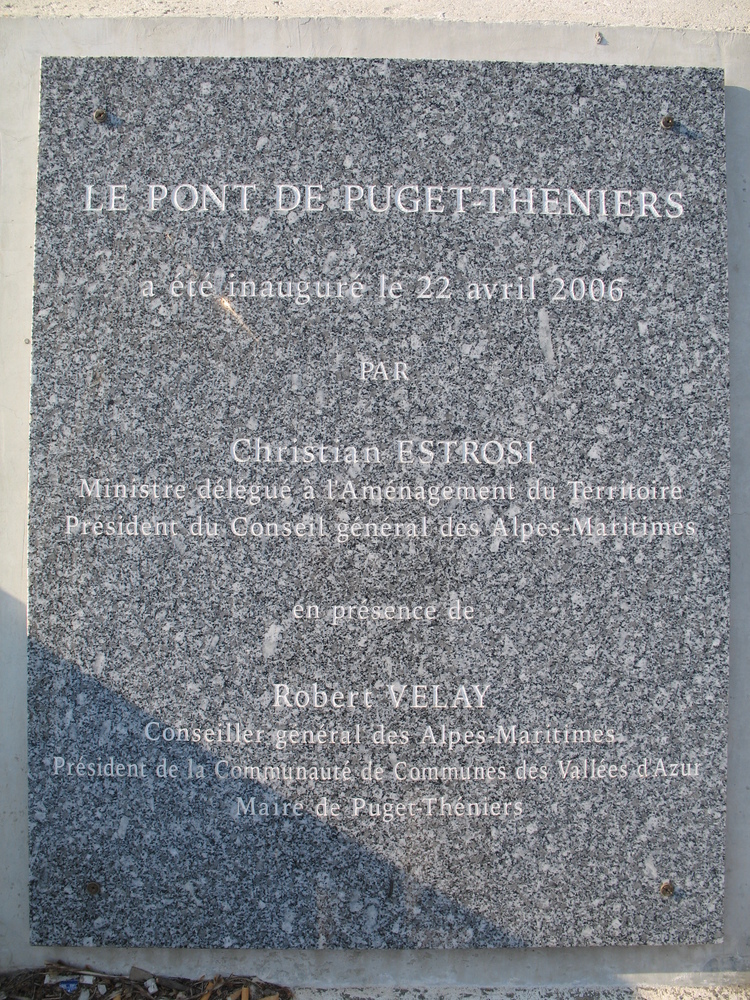 LE PONT DE PUGET-THÉNIERS
a été inauguré le 22 avril 2006
PAR
Christian ESTROSI
Ministre délégué à l'Aménagement du Territoire
Président du Conseil général des Alpes-Maritimes
en présence de
Robert VELAY
Conseiller général des Alpes-Maritimes
Président de la Communauté de Communes des Vallées d'Azur
Maire de Puget-Théniers